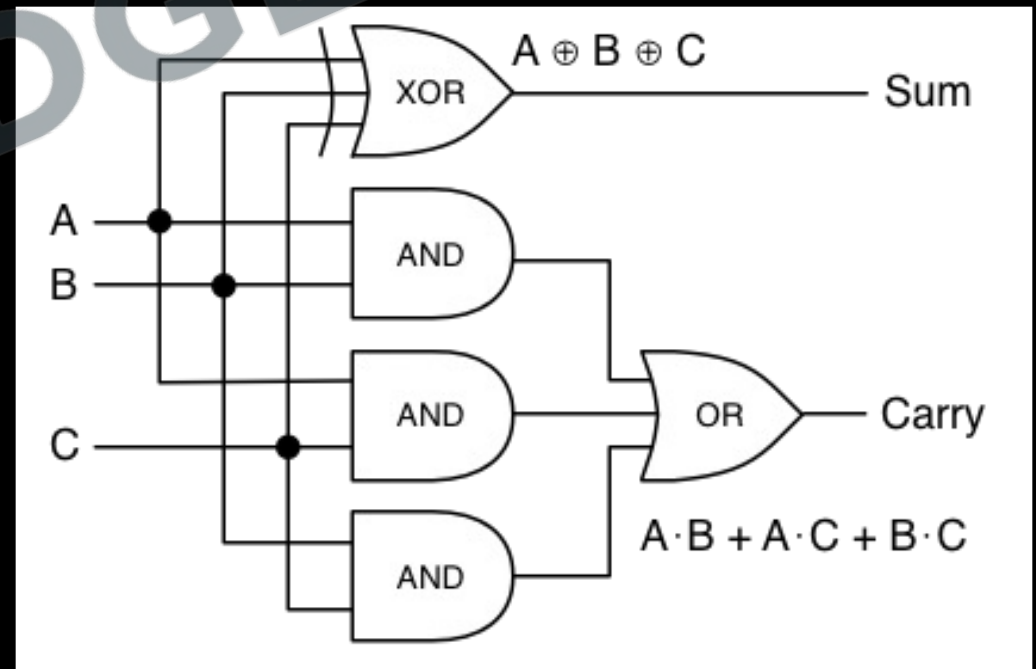 A ⊕ B ⊕ C
XOR
Sum
A
AND
B
AND
OR
Carry
C
A·B + A·C + B·C
AND